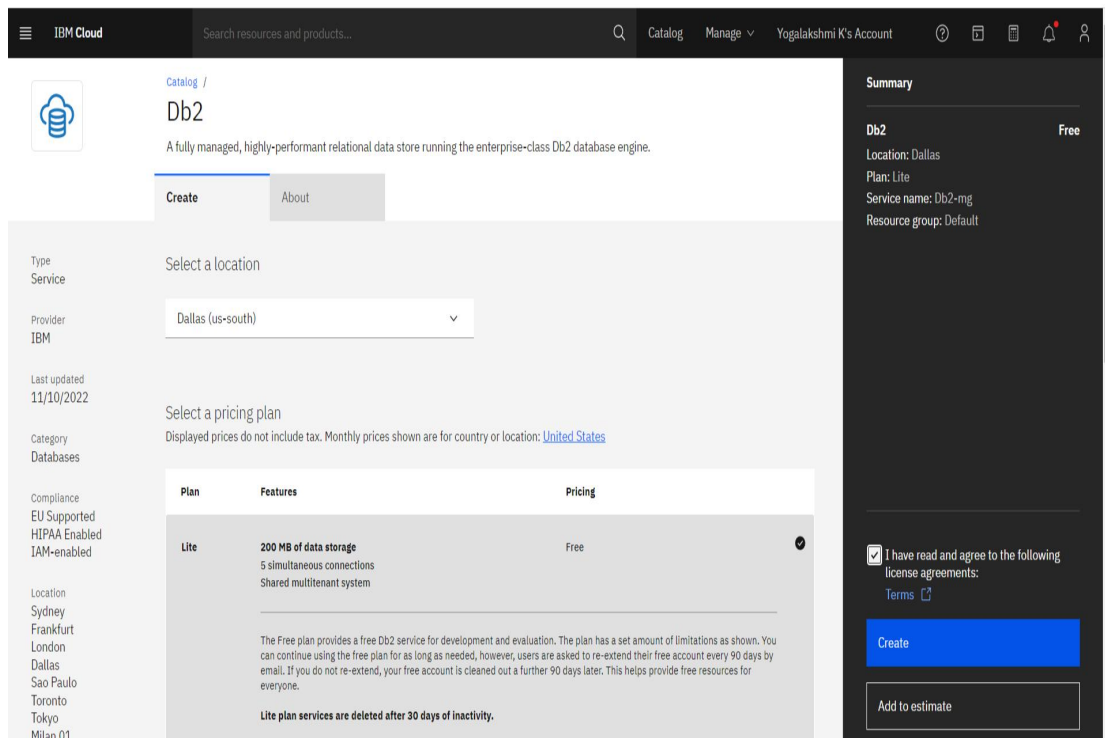 IBM Cloud
Search resources and products...
Catalog
Manage
Yogalakshmi K's Account
Catalog /
Db2
A fully managed, highly-performant relational data store running the enterprise-class Db2 database engine.
Create
About
Type
Service
Provider
IBM
Last updated
11/10/2022
Category
Databases
Compliance
EU Supported
HIPAA Enabled
IAM-enabled
Location
Sydney
Frankfurt
London
Dallas
Sao Paulo
Toronto
Tokyo
Milan 01
Select a location
Dallas (us-south)
Select a pricing plan
Displayed prices do not include tax. Monthly prices shown are for country or location: United States
Plan Features Pricing
Lite 200 MB of data storage Free
5 simultaneous connections
Shared multitenant system
The Free plan provides a free Db2 service for development and evaluation. The plan has a set amount of limitations as shown. You
can continue using the free plan for as long as needed, however, users are asked to re-extend their free account every 90 days by
email. If you do not re-extend, your free account is cleaned out a further 90 days later. This helps provide free resources for
everyone.
Lite plan services are deleted after 30 days of inactivity.
Summary
Db2 Free
Location: Dallas
Plan: Lite
Service name: Db2-mg
Resource group: Default
I have read and agree to the following
license agreements:
Terms
Create
Add to estimate